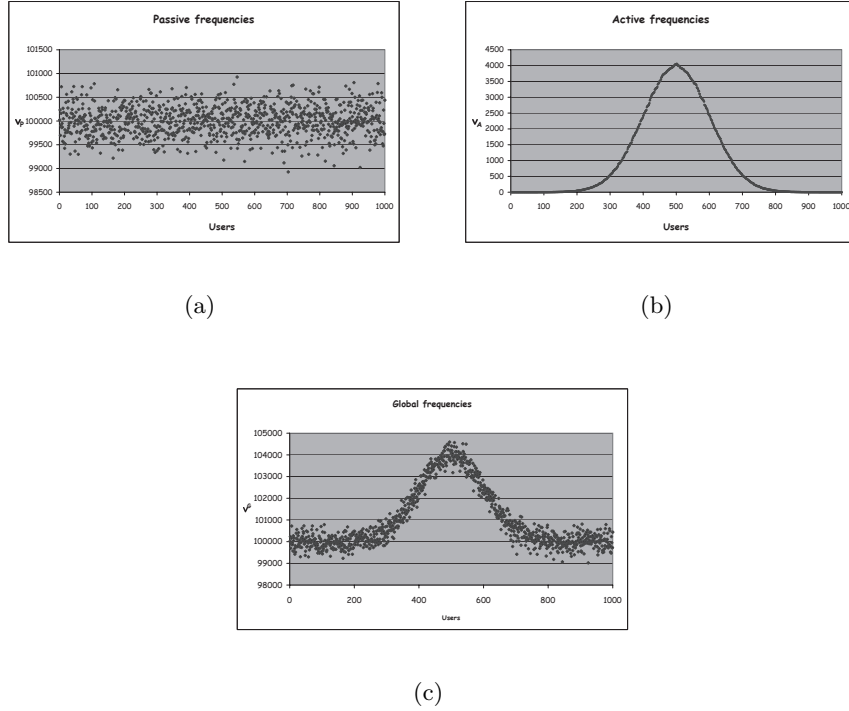 Passive frequencies
101500
101000
100500
100000
99500
99000
98500
vP
0 100 200 300 400 500 600 700 800 900 1000
Users
(a)
Active frequencies
4500
4000
3500
3000
2500
2000
1500
1000
500
0
vA
0 100 200 300 400 500 600 700 800 900 1000
Users
(b)
Global frequencies
105000
104000
103000
102000
101000
100000
99000
98000
vG
0 200 400 600 800 1000
Users
(c)